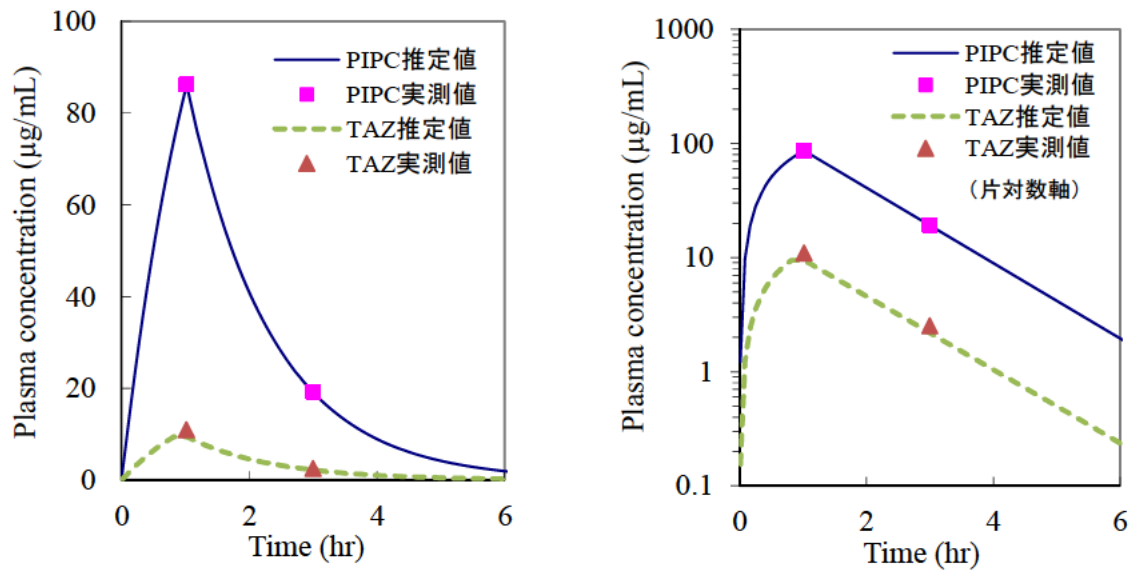 Plasma concentration (μg/mL)
100
80
60
40
20
0
PIPC推定値
PIPC実測値
TAZ推定値
TAZ実測値
0 2 4 6
Time (hr)
Plasma concentration (μg/mL)
1000
100
10
1
0.1
PIPC推定値
PIPC実測値
TAZ推定値
TAZ実測値
(片対数軸)
0 2 4 6
Time (hr)